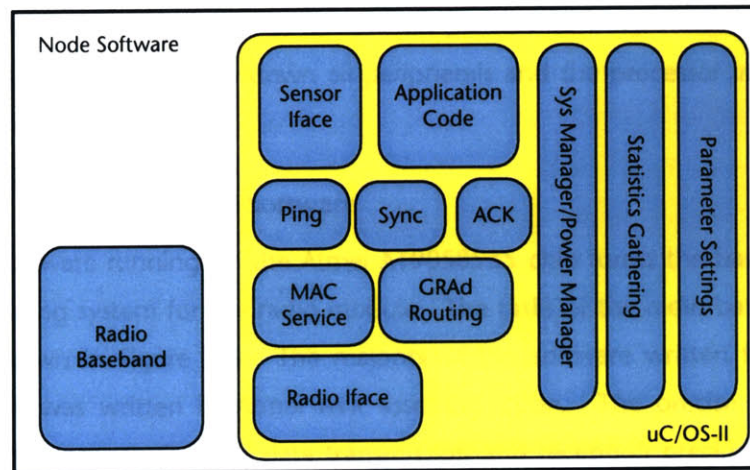 Node Software
Sensor
Iface
Application
Code
Ping
Sync
ACK
MAC
Service
GRAd
Routing
Radio Iface
Radio
Baseband
Sys Manager/Power Manager
Statistics Gathering
Parameter Settings
uC/OS-II